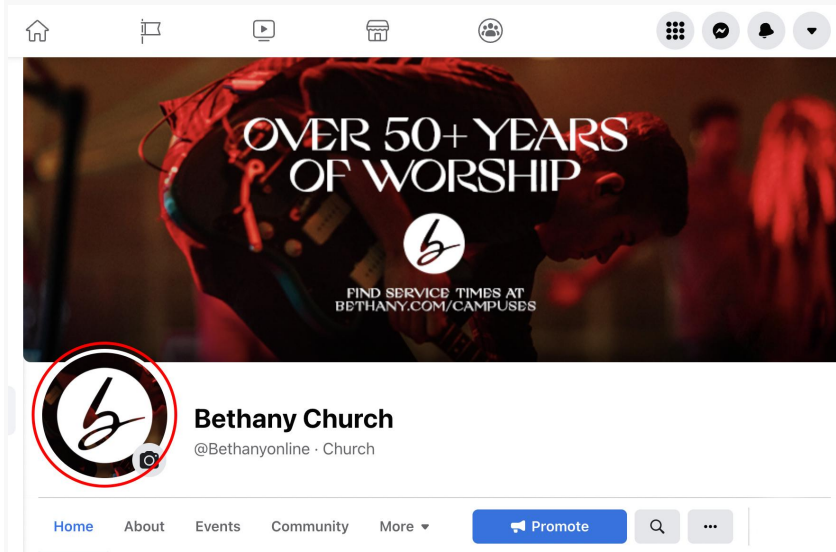 OVER 50+ YEARS
OF WORSHIP
b
FIND SERVICE TIMES AT
BETHANY.COM/CAMPUSES
b
Bethany Church
@Bethanyonline · Church
Home About Events Community More Promote